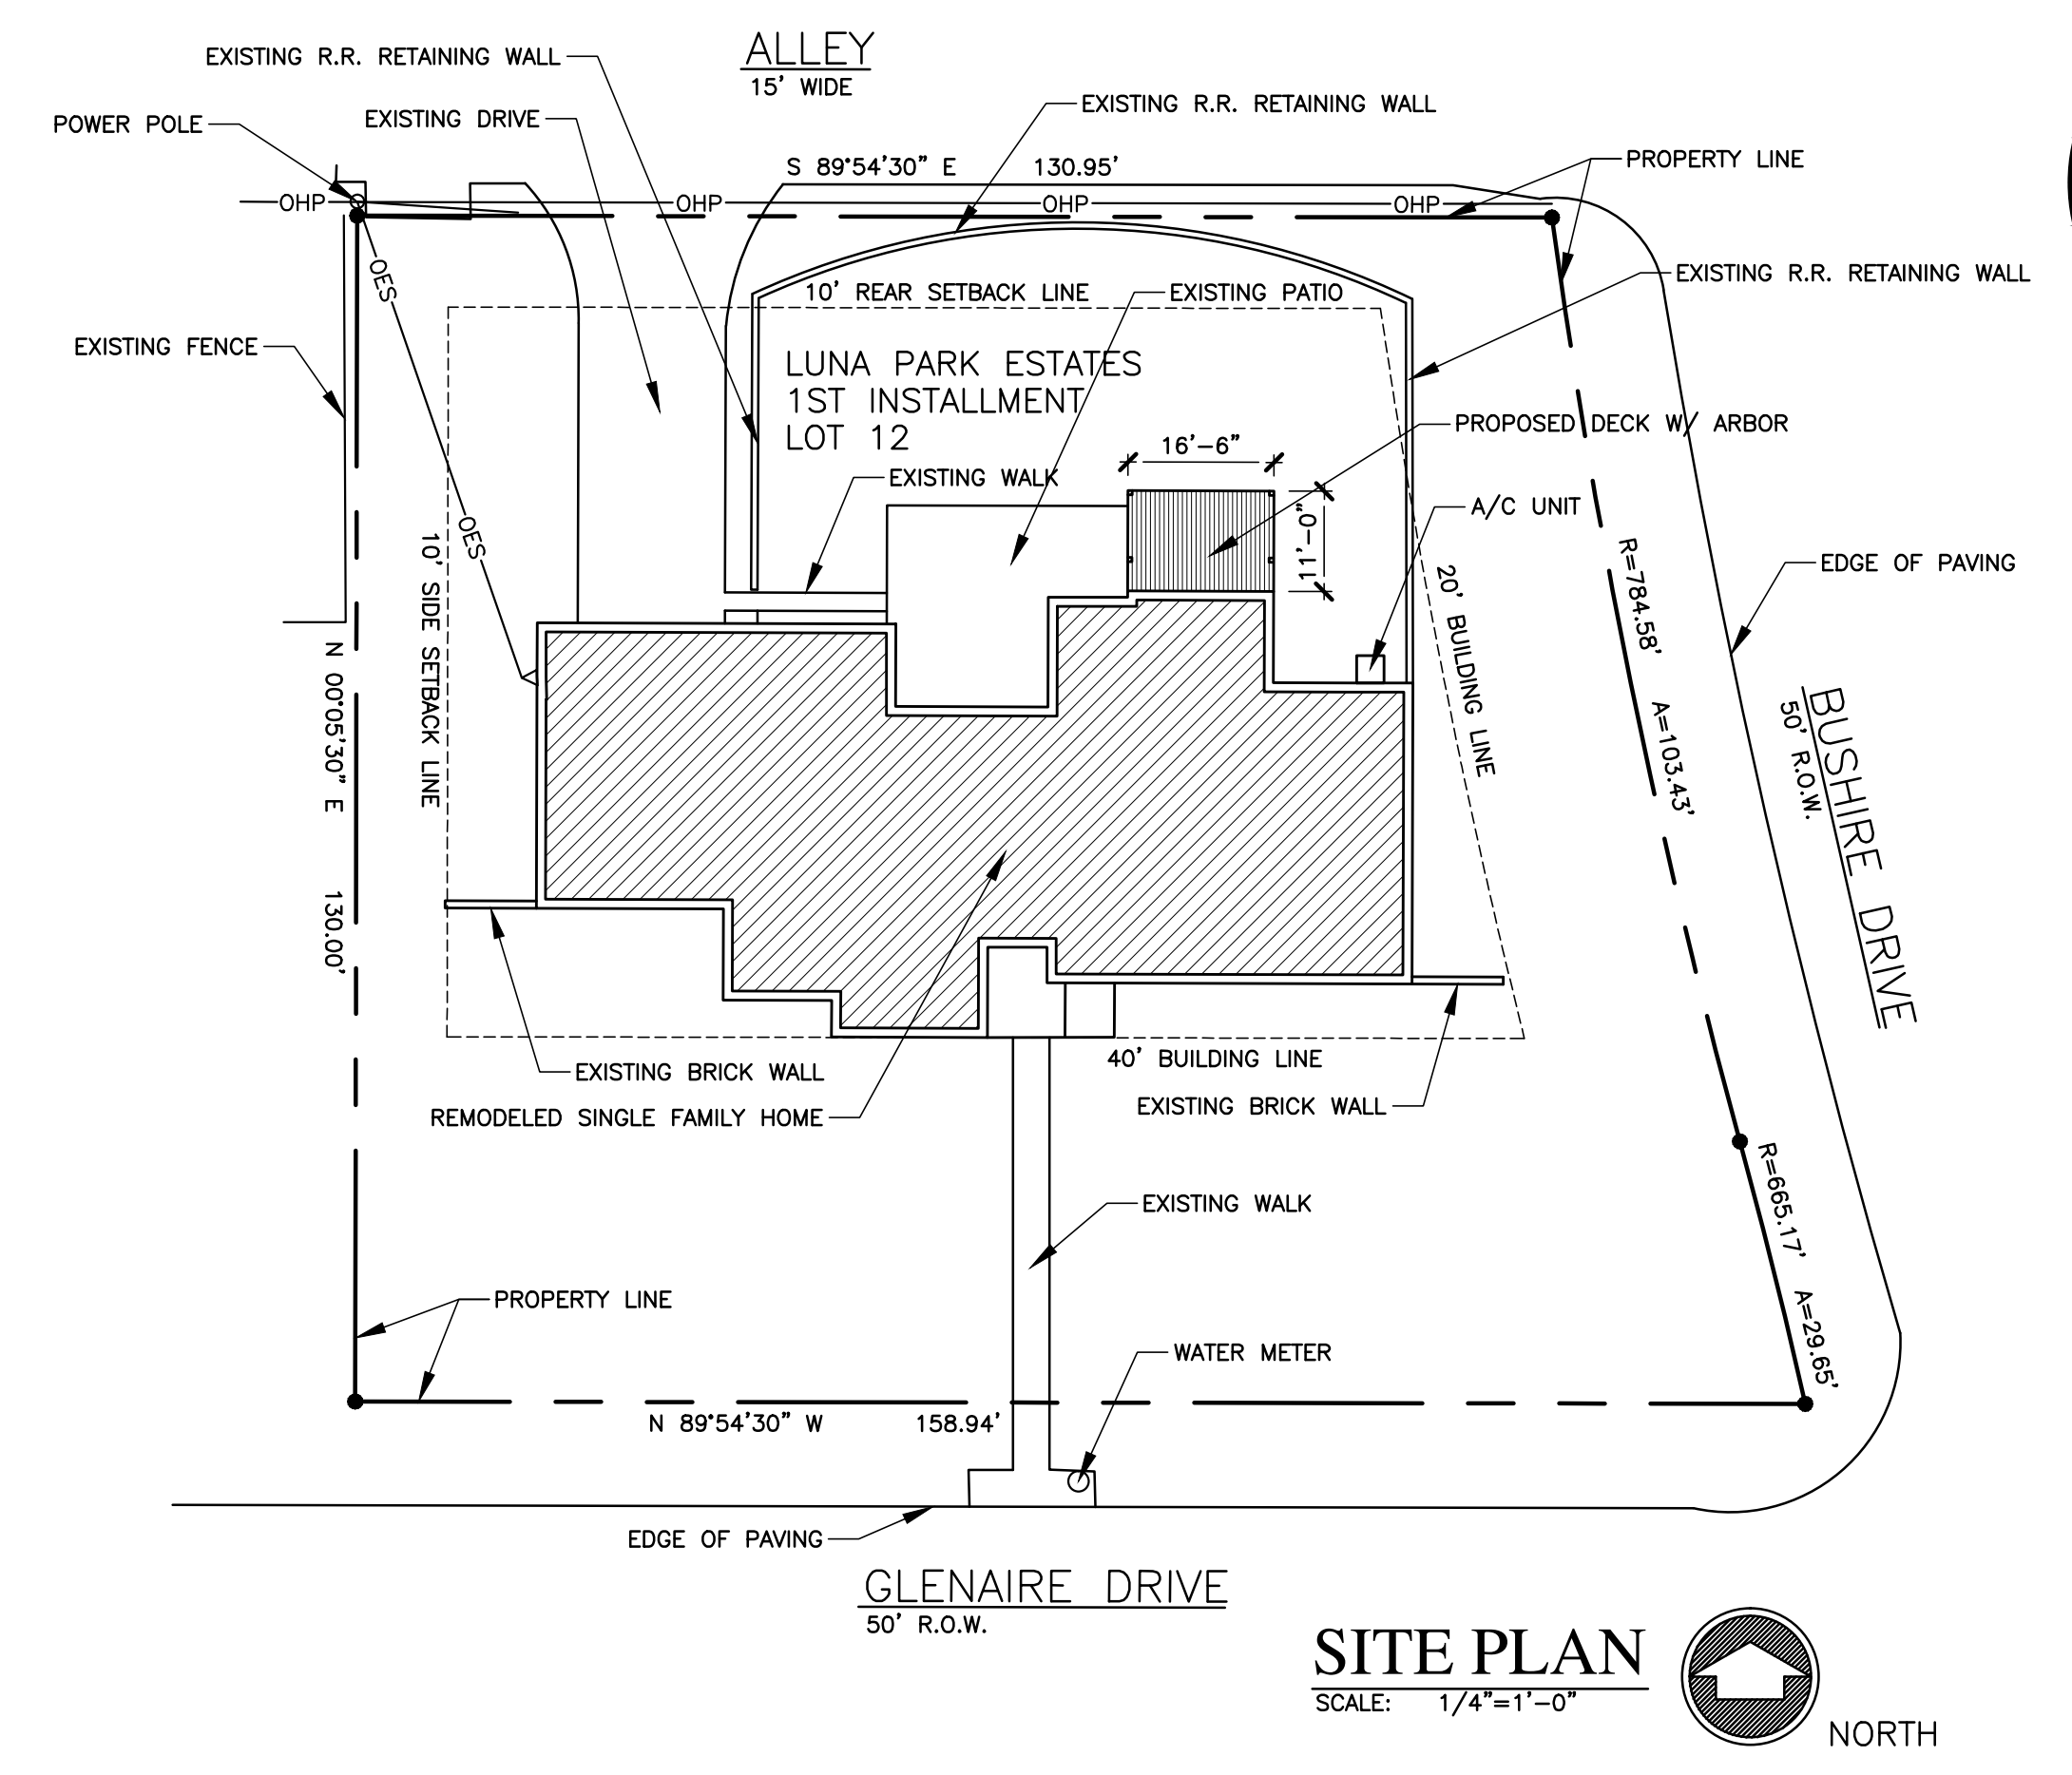 ALLEY
15' WIDE
EXISTING R.R. RETAINING WALL
EXISTING R.R. RETAINING WALL
POWER POLE
EXISTING DRIVE
PROPERTY LINE
S 89°54'30" E 130.95'
OHP
OHP
OHP
OHP
OES
EXISTING R.R. RETAINING WALL
10' REAR SETBACK LINE
EXISTING PATIO
EXISTING FENCE
LUNA PARK ESTATES
1ST INSTALLMENT
LOT 12
PROPOSED DECK W/ ARBOR
16'-6"
EXISTING WALK
A/C UNIT
11'-0"
OES
10' SIDE SETBACK LINE
20' BUILDING LINE
R=784.58' A=103.43'
EDGE OF PAVING
N 00°05'30" E 130.00'
BUSHIRE DRIVE
50' R.O.W.
40' BUILDING LINE
EXISTING BRICK WALL
EXISTING BRICK WALL
REMODELED SINGLE FAMILY HOME
R=665.17' A=29.65'
EXISTING WALK
PROPERTY LINE
WATER METER
N 89°54'30" W 158.94'
EDGE OF PAVING
GLENAIRE DRIVE
50' R.O.W.
SITE PLAN
SCALE: 1/4"=1'-0"
NORTH